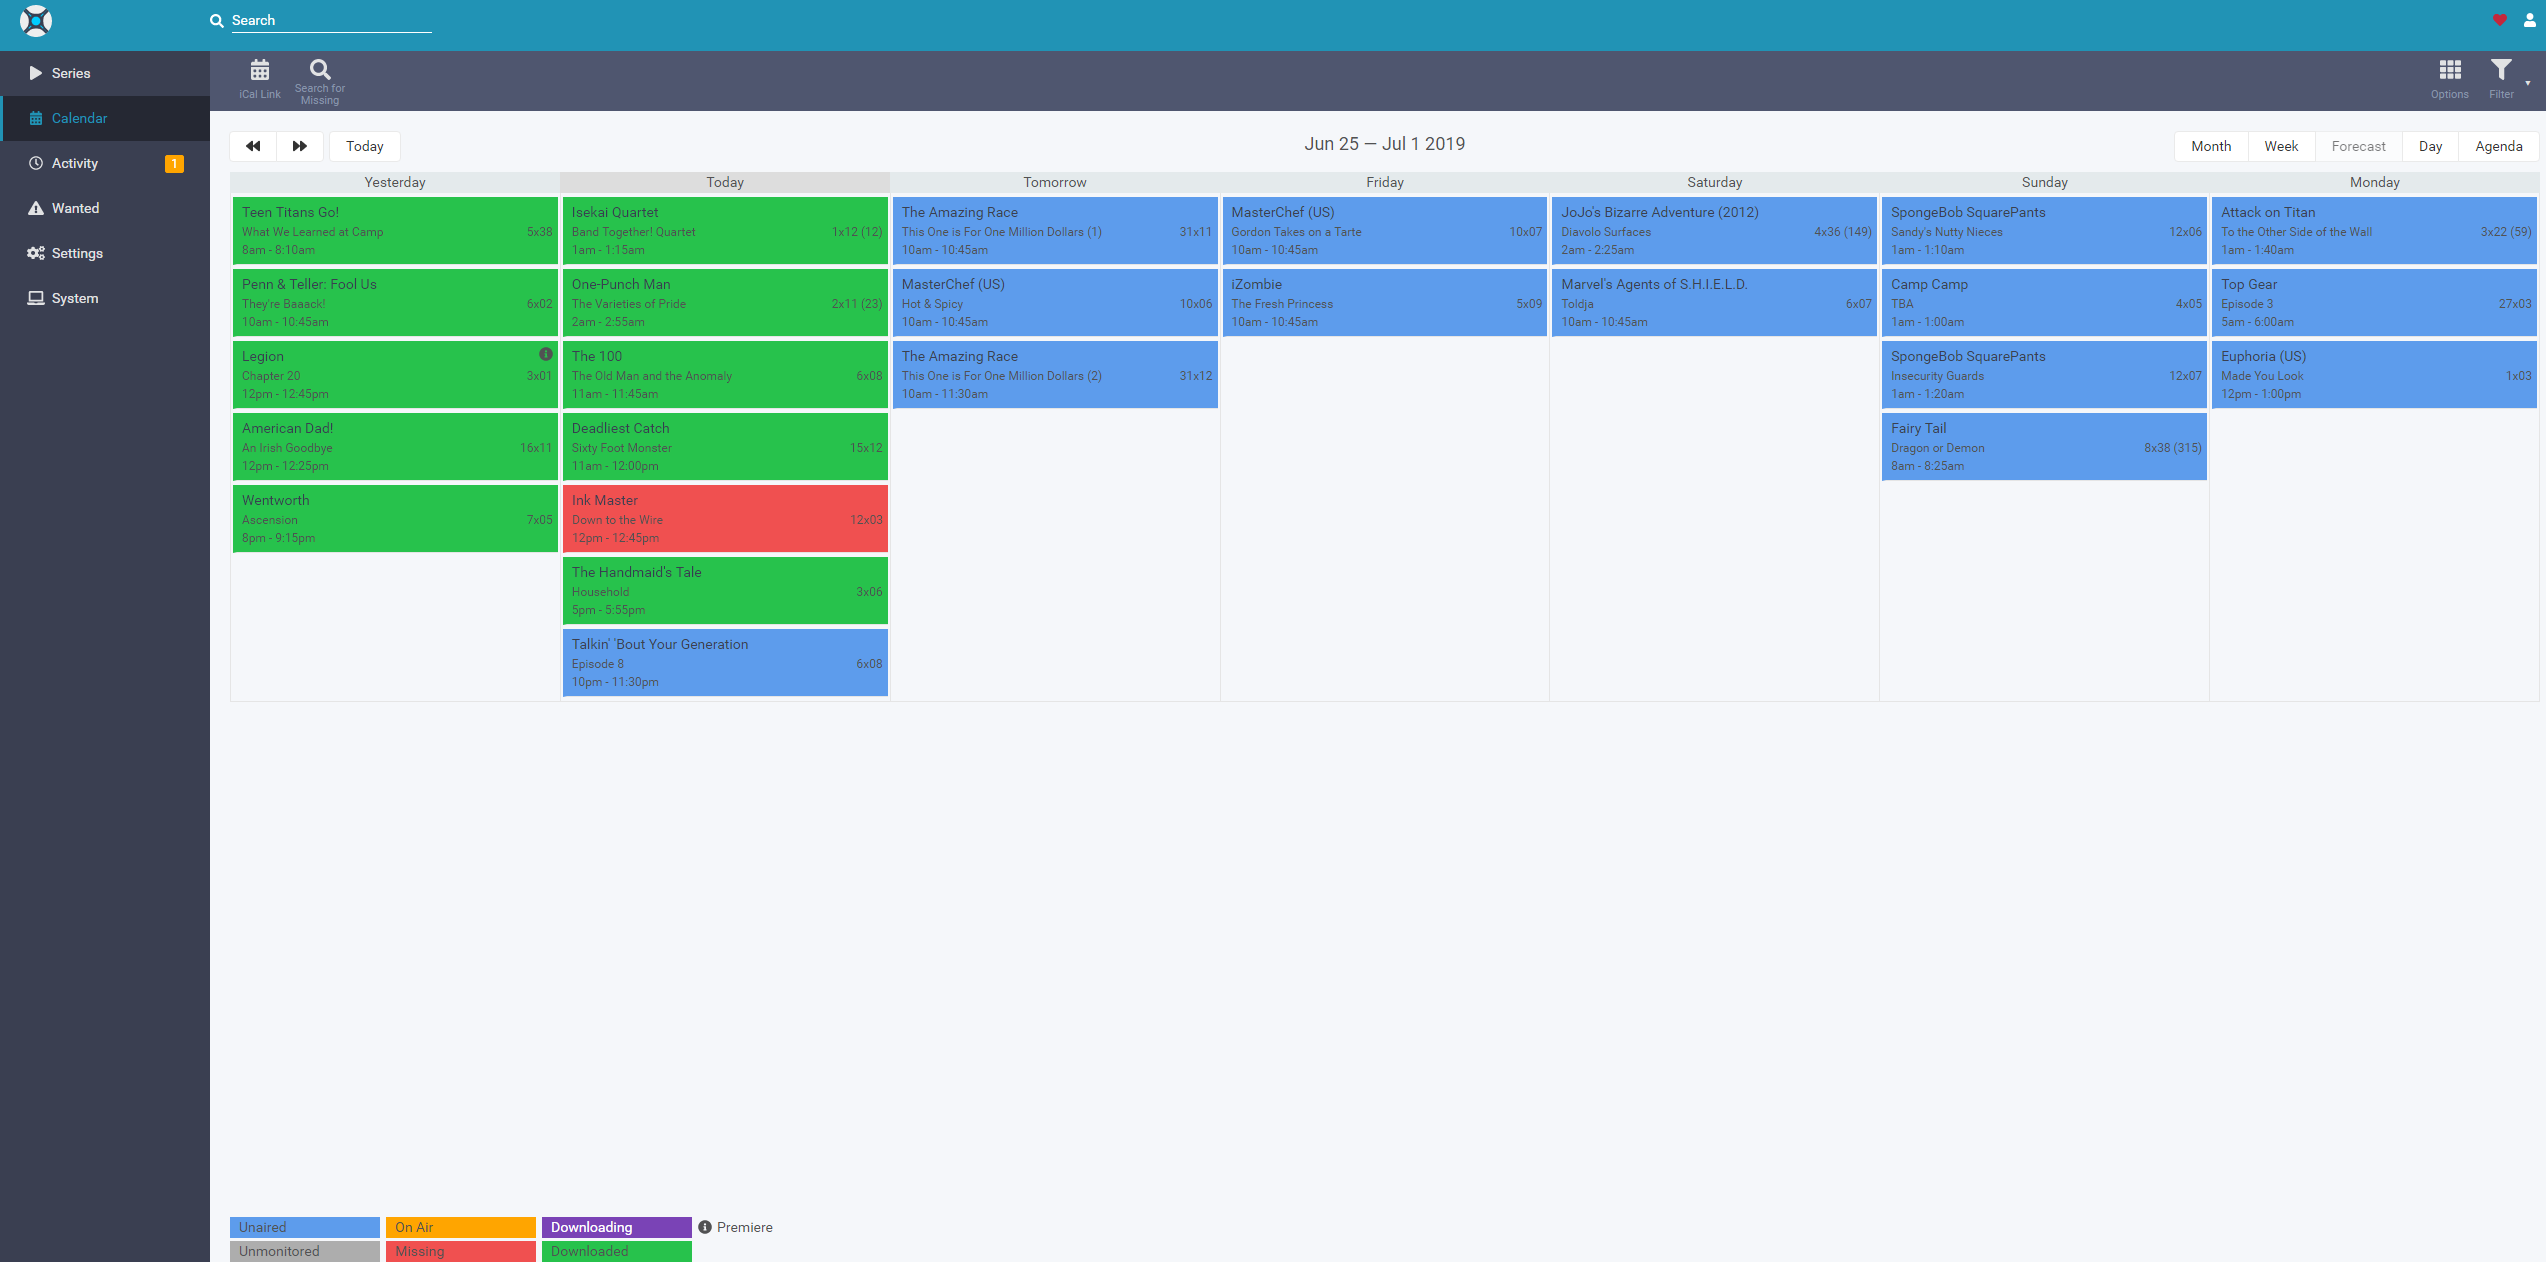 Search
Series
Calendar
Activity 1
Wanted
Settings
System
iCal Link
Search for
Missing
Options
Filter
Today
Jun 25 — Jul 1 2019
Month Week Forecast Day Agenda
Yesterday
Teen Titans Go!
What We Learned at Camp 5x38
8am - 8:10am
Penn & Teller: Fool Us
They're Baaack! 6x02
10am - 10:45am
Legion
Chapter 20 3x01
12pm - 12:45pm
American Dad!
An Irish Goodbye 16x11
12pm - 12:25pm
Wentworth
Ascension 7x05
8pm - 9:15pm
Today
Isekai Quartet
Band Together! Quartet 1x12 (12)
1am - 1:15am
One-Punch Man
The Varieties of Pride 2x11 (23)
2am - 2:55am
The 100
The Old Man and the Anomaly 6x08
11am - 11:45am
Deadliest Catch
Sixty Foot Monster 15x12
11am - 12:00pm
Ink Master
Down to the Wire 12x03
12pm - 12:45pm
The Handmaid's Tale
Household 3x06
5pm - 5:55pm
Talkin' 'Bout Your Generation
Episode 8 6x08
10pm - 11:30pm
Tomorrow
The Amazing Race
This One is For One Million Dollars (1) 31x11
10am - 10:45am
MasterChef (US)
Hot & Spicy 10x06
10am - 10:45am
The Amazing Race
This One is For One Million Dollars (2) 31x12
10am - 11:30am
Friday
MasterChef (US)
Gordon Takes on a Tarte 10x07
10am - 10:45am
iZombie
The Fresh Princess 5x09
10am - 10:45am
Saturday
JoJo's Bizarre Adventure (2012)
Diavolo Surfaces 4x36 (149)
2am - 2:25am
Marvel's Agents of S.H.I.E.L.D.
Toldja 6x07
10am - 10:45am
Sunday
SpongeBob SquarePants
Sandy's Nutty Nieces 12x06
1am - 1:10am
Camp Camp
TBA 4x05
1am - 1:00am
SpongeBob SquarePants
Insecurity Guards 12x07
1am - 1:20am
Fairy Tail
Dragon or Demon 8x38 (315)
8am - 8:25am
Monday
Attack on Titan
To the Other Side of the Wall 3x22 (59)
1am - 1:40am
Top Gear
Episode 3 27x03
5am - 6:00am
Euphoria (US)
Made You Look 1x03
12pm - 1:00pm
Unaired On Air Downloading Premiere
Unmonitored Missing Downloaded